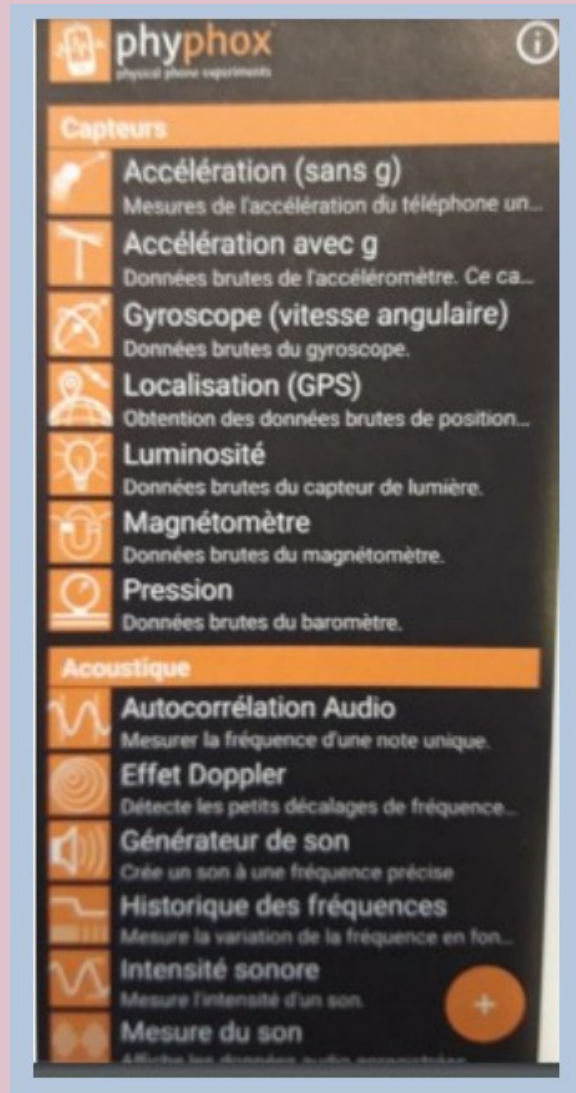 phyphox
physical phone experiments
Capteurs
Accélération (sans g)
Mesures de l'accélération du téléphone un...
Accélération avec g
Données brutes de l'accéléromètre. Ce ca...
Gyroscope (vitesse angulaire)
Données brutes du gyroscope.
Localisation (GPS)
Obtention des données brutes de position...
Luminosité
Données brutes du capteur de lumière.
Magnétomètre
Données brutes du magnétomètre.
Pression
Données brutes du baromètre.
Acoustique
Autocorrélation Audio
Mesurer la fréquence d'une note unique.
Effet Doppler
Détecte les petits décalages de fréquence...
Générateur de son
Crée un son à une fréquence précise
Historique des fréquences
Mesure la variation de la fréquence en fon...
Intensité sonore
Mesure l'intensité d'un son.
+
Mesure du son
Affiche les données audio enregistrées